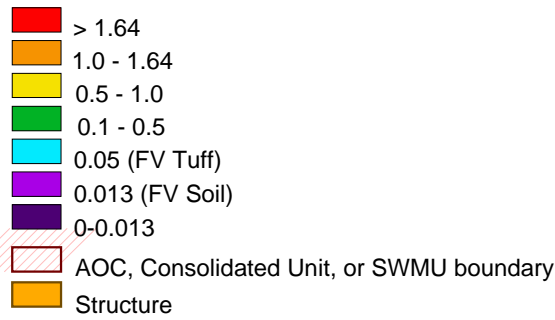 > 1.64
1.0 - 1.64
0.5 - 1.0
0.1 - 0.5
0.05 (FV Tuff)
0.013 (FV Soil)
0-0.013
AOC, Consolidated Unit, or SWMU boundary
Structure